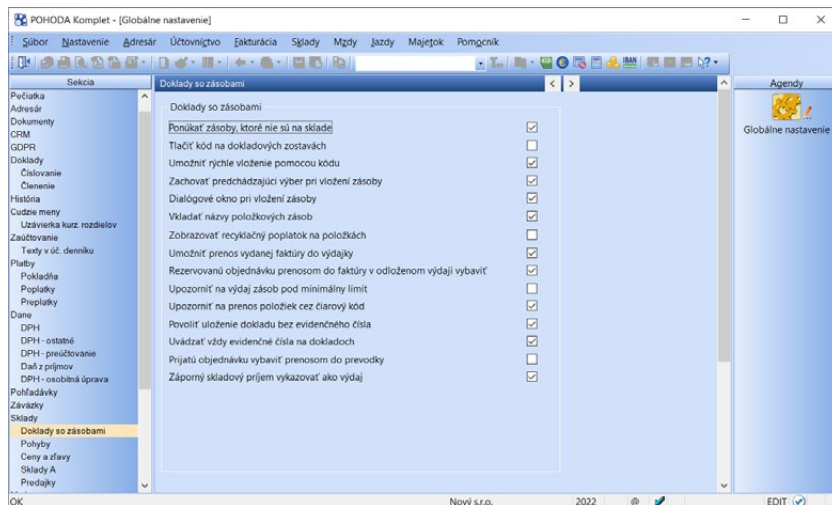 POHODA Komplet - [Globálne nastavenie]
Súbor Nastavenie Adresár Účtovníctvo Fakturácia Sklady Mzdy Jazdy Majetok Pomocník
IBAN
Sekcia
Pečiatka
Adresár
Dokumenty
CRM
GDPR
Doklady
Číslovanie
Členenie
História
Cudzie meny
Uzávierka kurz. rozdielov
Zaúčtovanie
Texty v úč. denníku
Platby
Pokladňa
Poplatky
Preplatky
Dane
DPH
DPH - ostatné
DPH - preúčtovanie
Daň z príjmov
DPH - osobitná úprava
Pohľadávky
Záväzky
Sklady
Doklady so zásobami
Pohyby
Ceny a zľavy
Sklady A
Predajky
Doklady so zásobami
Doklady so zásobami
Ponúkať zásoby, ktoré nie sú na sklade
Tlačiť kód na dokladových zostavách
Umožniť rýchle vloženie pomocou kódu
Zachovať predchádzajúci výber pri vložení zásoby
Dialógové okno pri vložení zásoby
Vkladať názvy položkových zásob
Zobrazovať recyklačný poplatok na položkách
Umožniť prenos vydanej faktúry do výdajky
Rezervovanú objednávku prenosom do faktúry v odloženom výdaji vybaviť
Upozorniť na výdaj zásob pod minimálny limit
Upozorniť na prenos položiek cez čiarový kód
Povoliť uloženie dokladu bez evidenčného čísla
Uvádzať vždy evidenčné čísla na dokladoch
Prijatú objednávku vybaviť prenosom do prevodky
Záporný skladový príjem vykazovať ako výdaj
Agendy
Globálne nastavenie
OK Nový s.r.o. 2022 @ EDIT